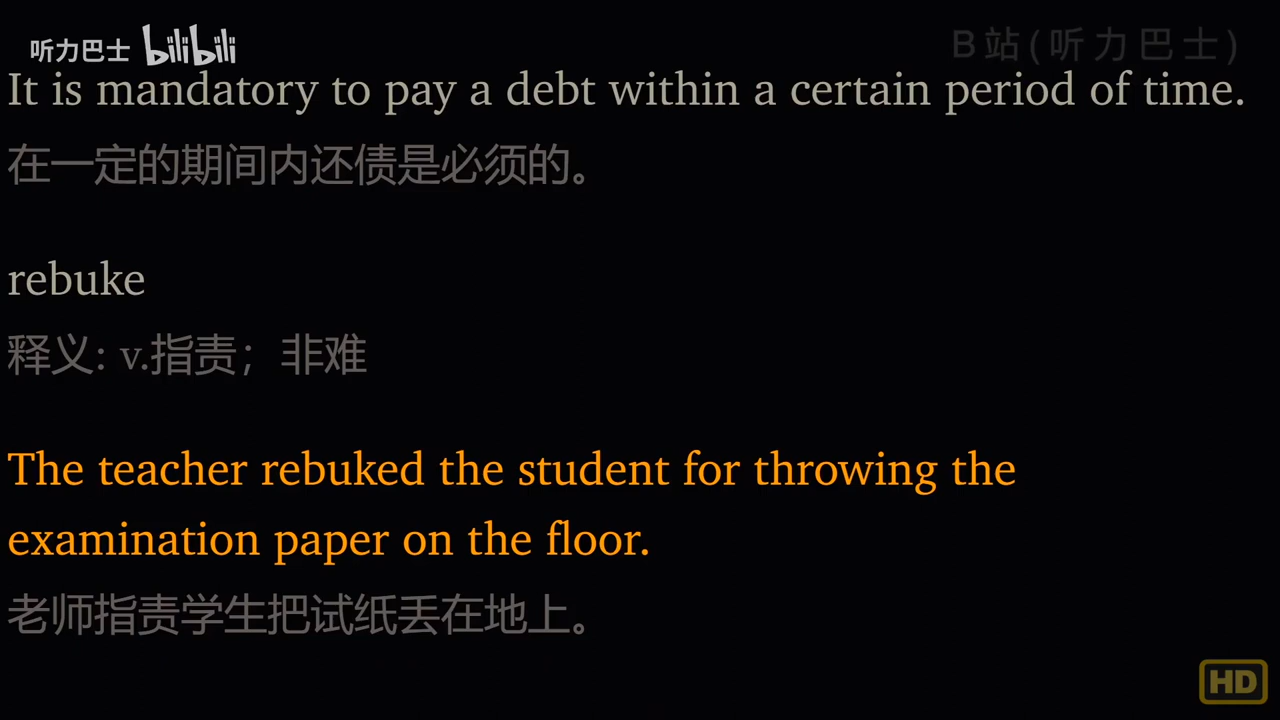 听力巴士 bilibili
B站(听力巴士)
It is mandatory to pay a debt within a certain period of time.
在一定的期间内还债是必须的。
rebuke
释义: v.指责；非难
The teacher rebuked the student for throwing the
examination paper on the floor.
老师指责学生把试纸丢在地上。
HD